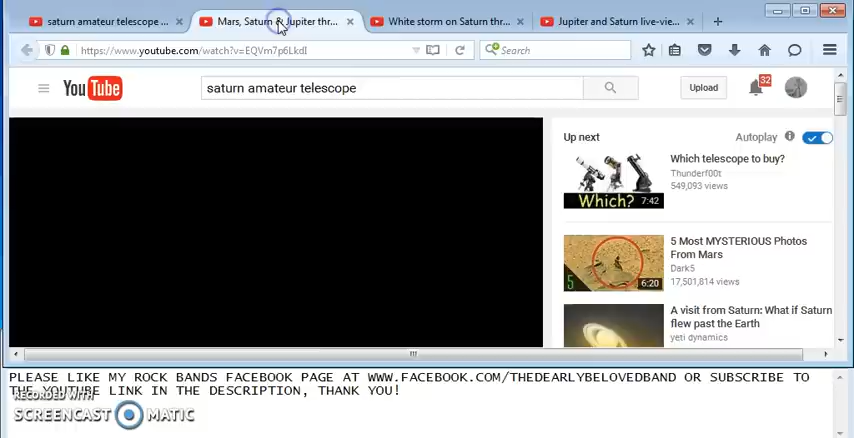 saturn amateur telescope ...
Mars, Saturn & Jupiter thr...
White storm on Saturn thr...
Jupiter and Saturn live-vie...
https://www.youtube.com/watch?v=EQVm7p6LkdI
Search
YouTube
saturn amateur telescope
Upload
32
Up next
Autoplay
Which telescope to buy?
Thunderf00t
549,093 views
Which?
7:42
5 Most MYSTERIOUS Photos
From Mars
Dark5
17,501,814 views
5
6:20
A visit from Saturn: What if Saturn
flew past the Earth
yeti dynamics
PLEASE LIKE MY ROCK BANDS FACEBOOK PAGE AT WWW.FACEBOOK.COM/THEDEARLYBELOVEDBAND OR SUBSCRIBE TO
THE YOUTUBE LINK IN THE DESCRIPTION, THANK YOU!
RECORDED WITH
SCREENCAST MATIC